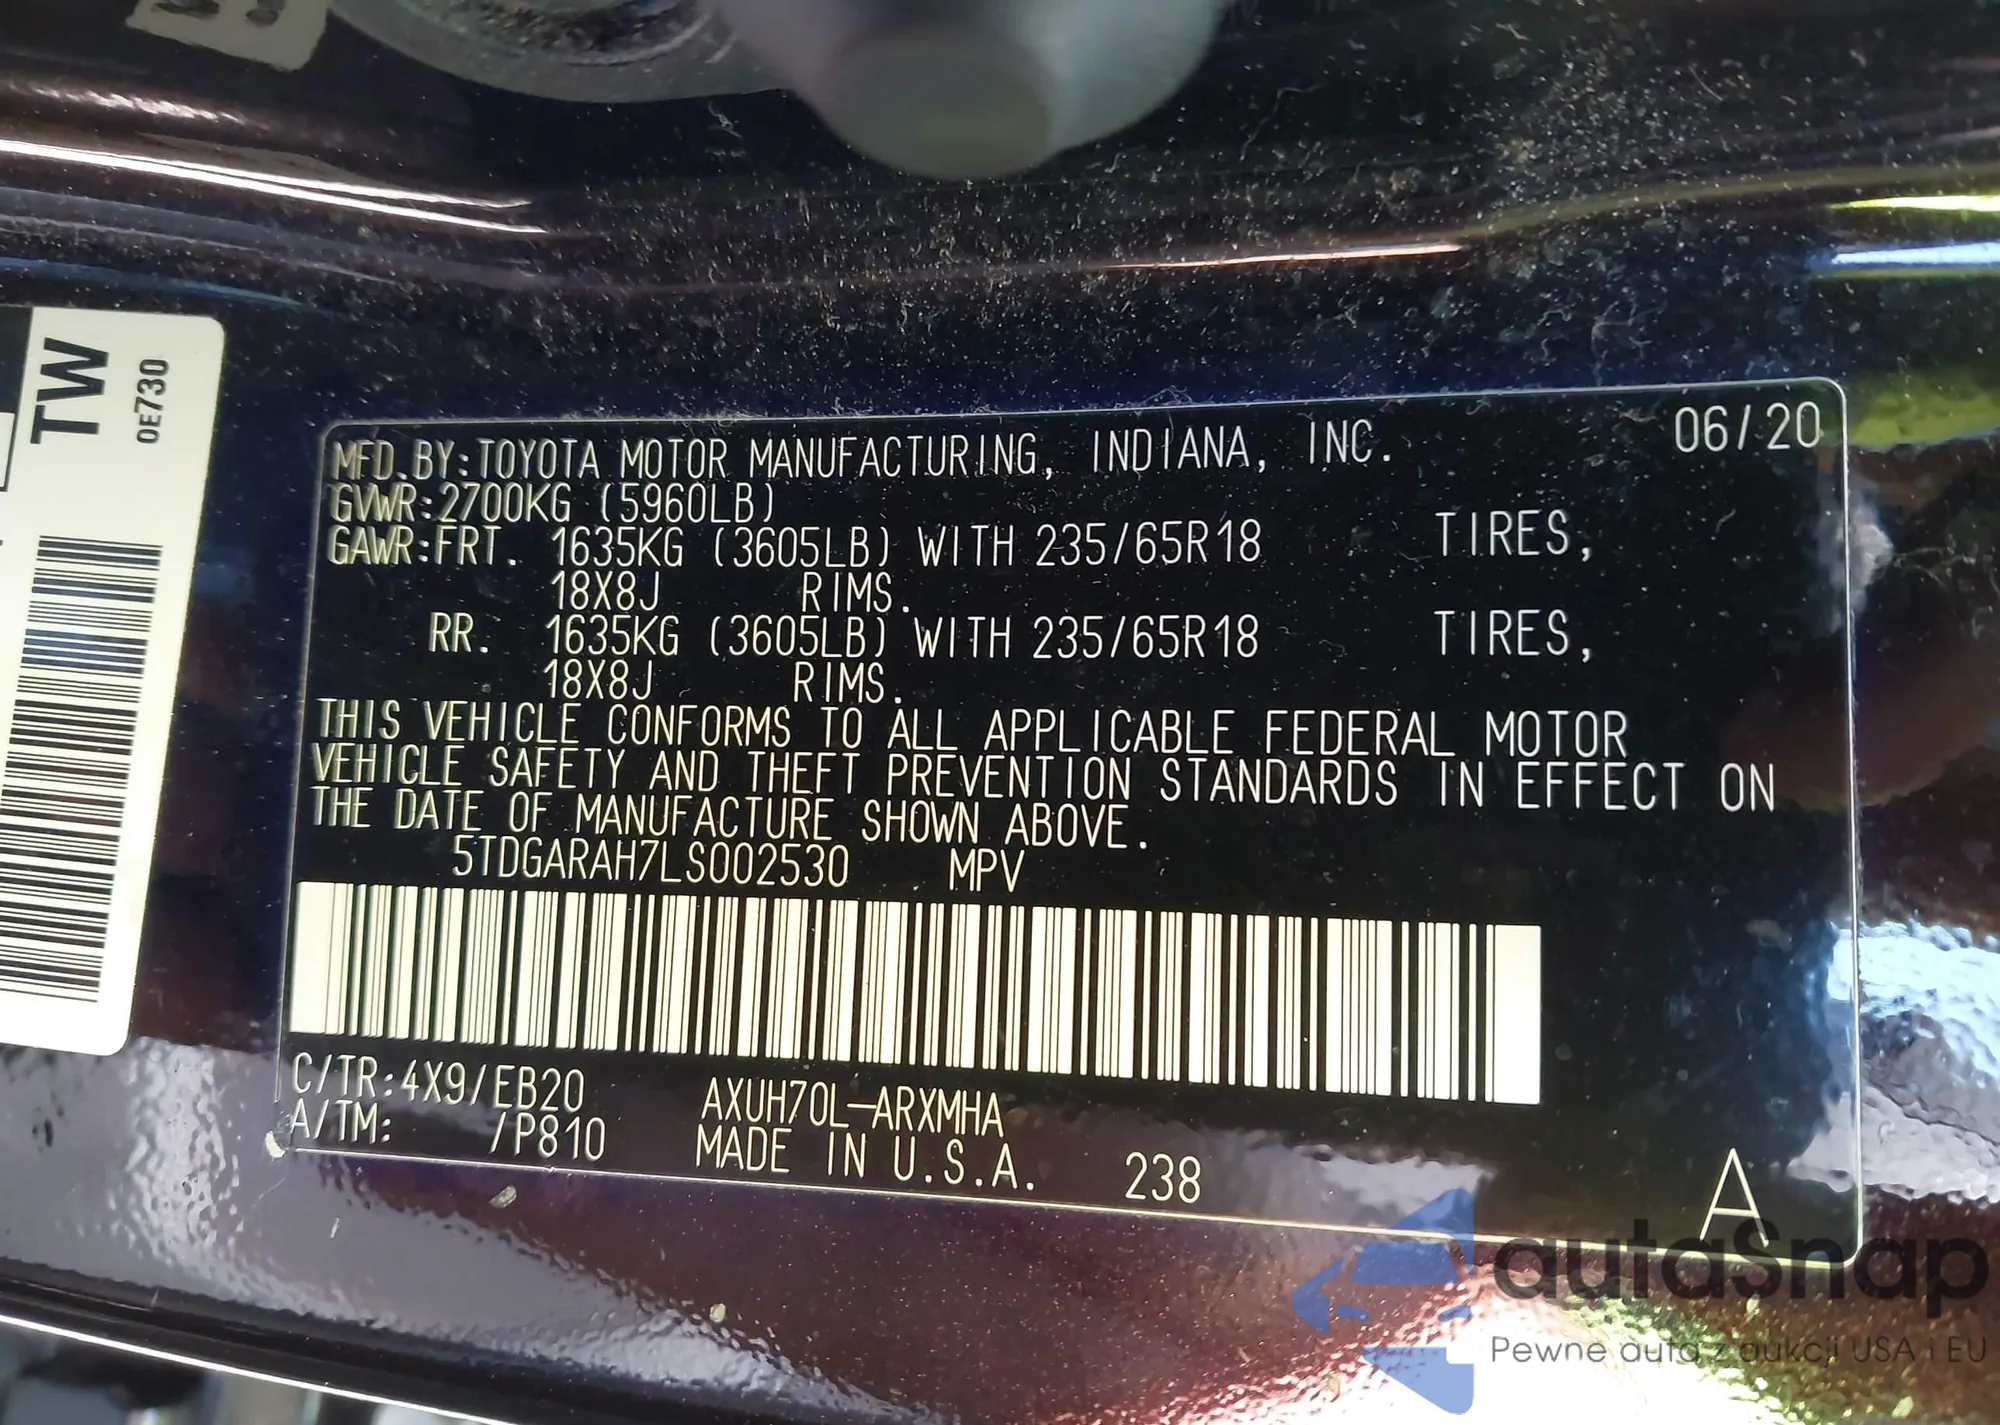 TW
0E730
MFD.BY:TOYOTA MOTOR MANUFACTURING, INDIANA, INC. 06/20
GVWR:2700KG (5960LB)
GAWR:FRT. 1635KG (3605LB) WITH 235/65R18 TIRES,
18X8J RIMS.
RR. 1635KG (3605LB) WITH 235/65R18 TIRES,
18X8J RIMS.
THIS VEHICLE CONFORMS TO ALL APPLICABLE FEDERAL MOTOR
VEHICLE SAFETY AND THEFT PREVENTION STANDARDS IN EFFECT ON
THE DATE OF MANUFACTURE SHOWN ABOVE.
5TDGARAH7LS002530 MPV
C/TR:4X9/EB20 AXUH70L-ARXMHA
A/TM: /P810 MADE IN U.S.A. 238 A
autasnap
Pewne auta z aukcji USA i EU